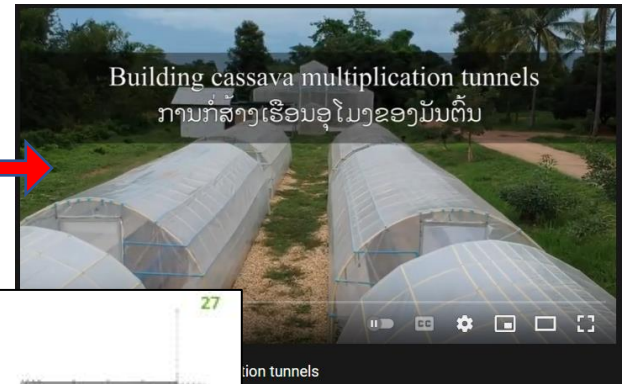 Building cassava multiplication tunnels
ການກໍ່ສ້າງເຮືອນອຸໂມງຂອງມັນຕົ້ນ
CC
27
tion tunnels